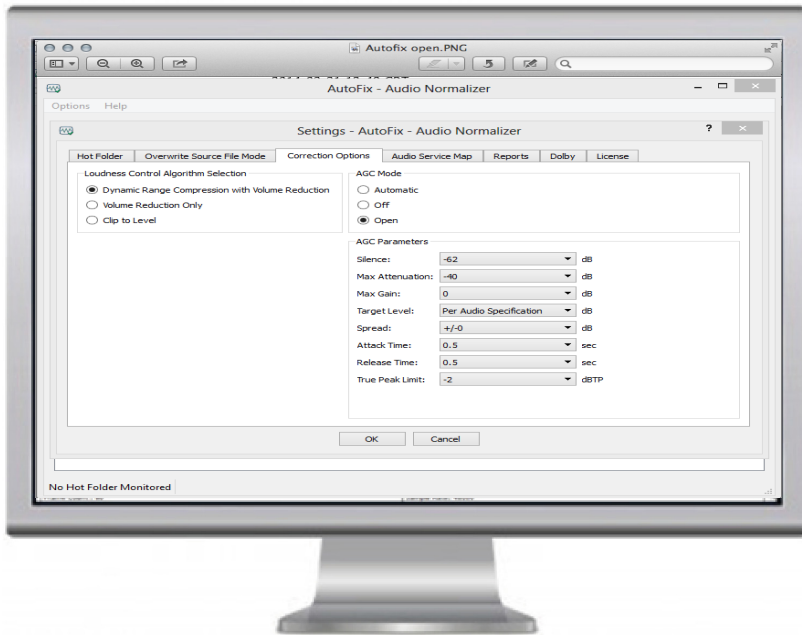 Autofix open.PNG
AutoFix - Audio Normalizer
Options Help
Settings - AutoFix - Audio Normalizer ?
Hot Folder Overwrite Source File Mode Correction Options Audio Service Map Reports Dolby License
Loudness Control Algorithm Selection
Dynamic Range Compression with Volume Reduction
Volume Reduction Only
Clip to Level
AGC Mode
Automatic
Off
Open
AGC Parameters
Silence: -62 dB
Max Attenuation: -40 dB
Max Gain: 0 dB
Target Level: Per Audio Specification dB
Spread: +/-0 dB
Attack Time: 0.5 sec
Release Time: 0.5 sec
True Peak Limit: -2 dBTP
OK Cancel
No Hot Folder Monitored